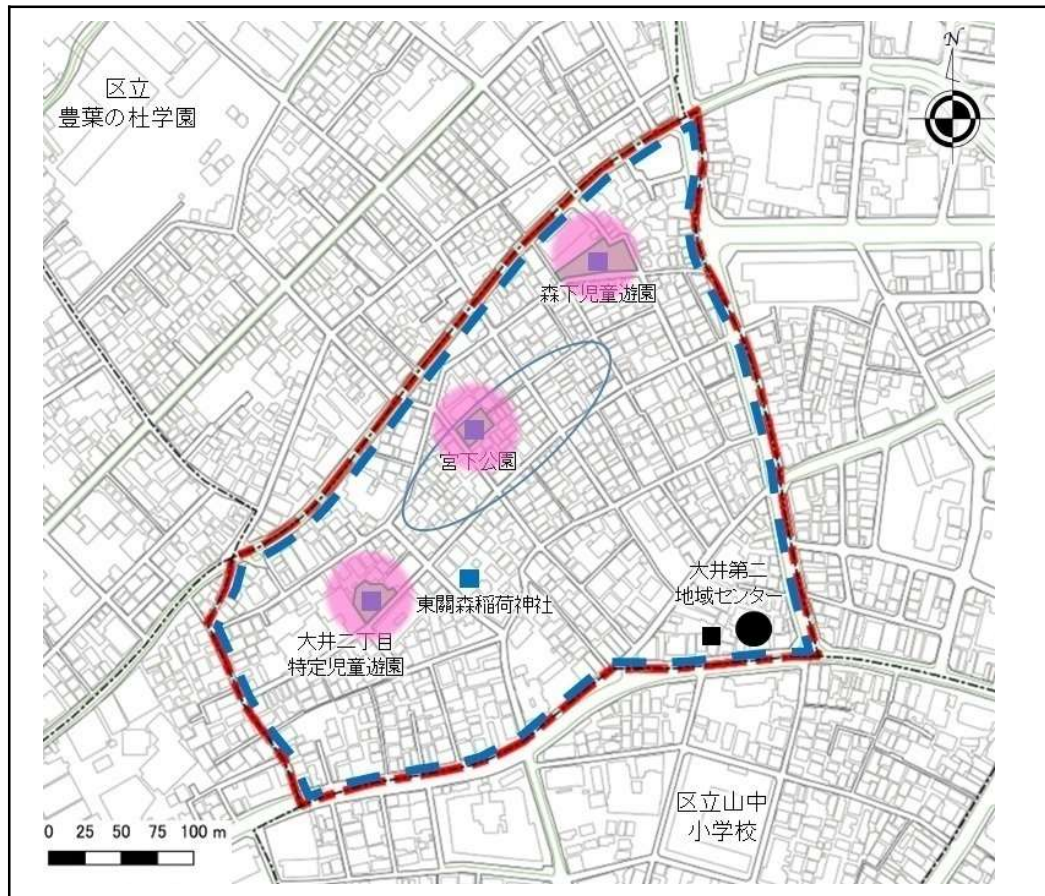 区立
豊葉の杜学園
N
森下児童遊園
宮下公園
東關森稲荷神社
大井第二
地域センター
大井二丁目
特定児童遊園
区立山中
小学校
0 25 50 75 100 m